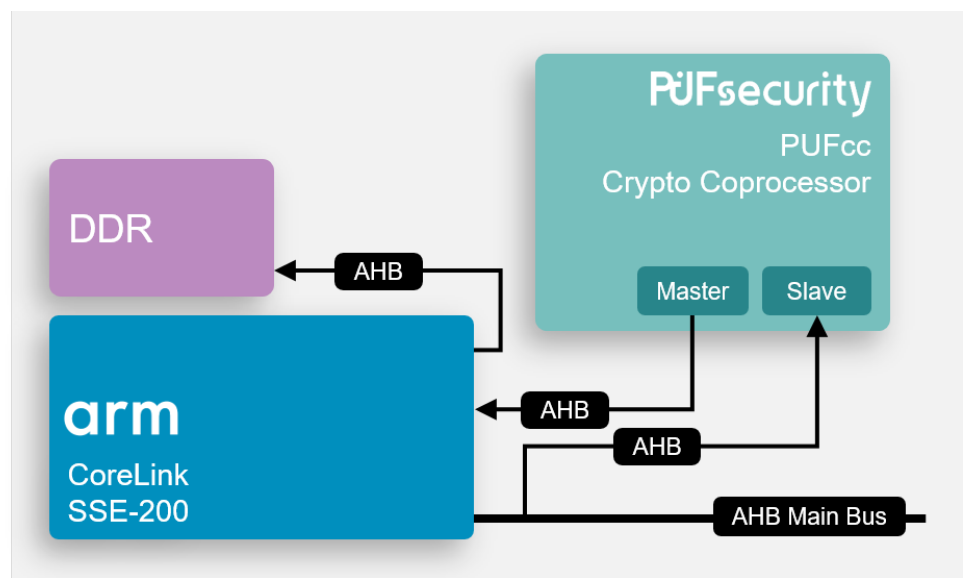 PUFsecurity
PUFcc
Crypto Coprocessor
DDR
AHB
Master
Slave
arm
CoreLink
SSE-200
AHB
AHB
AHB Main Bus